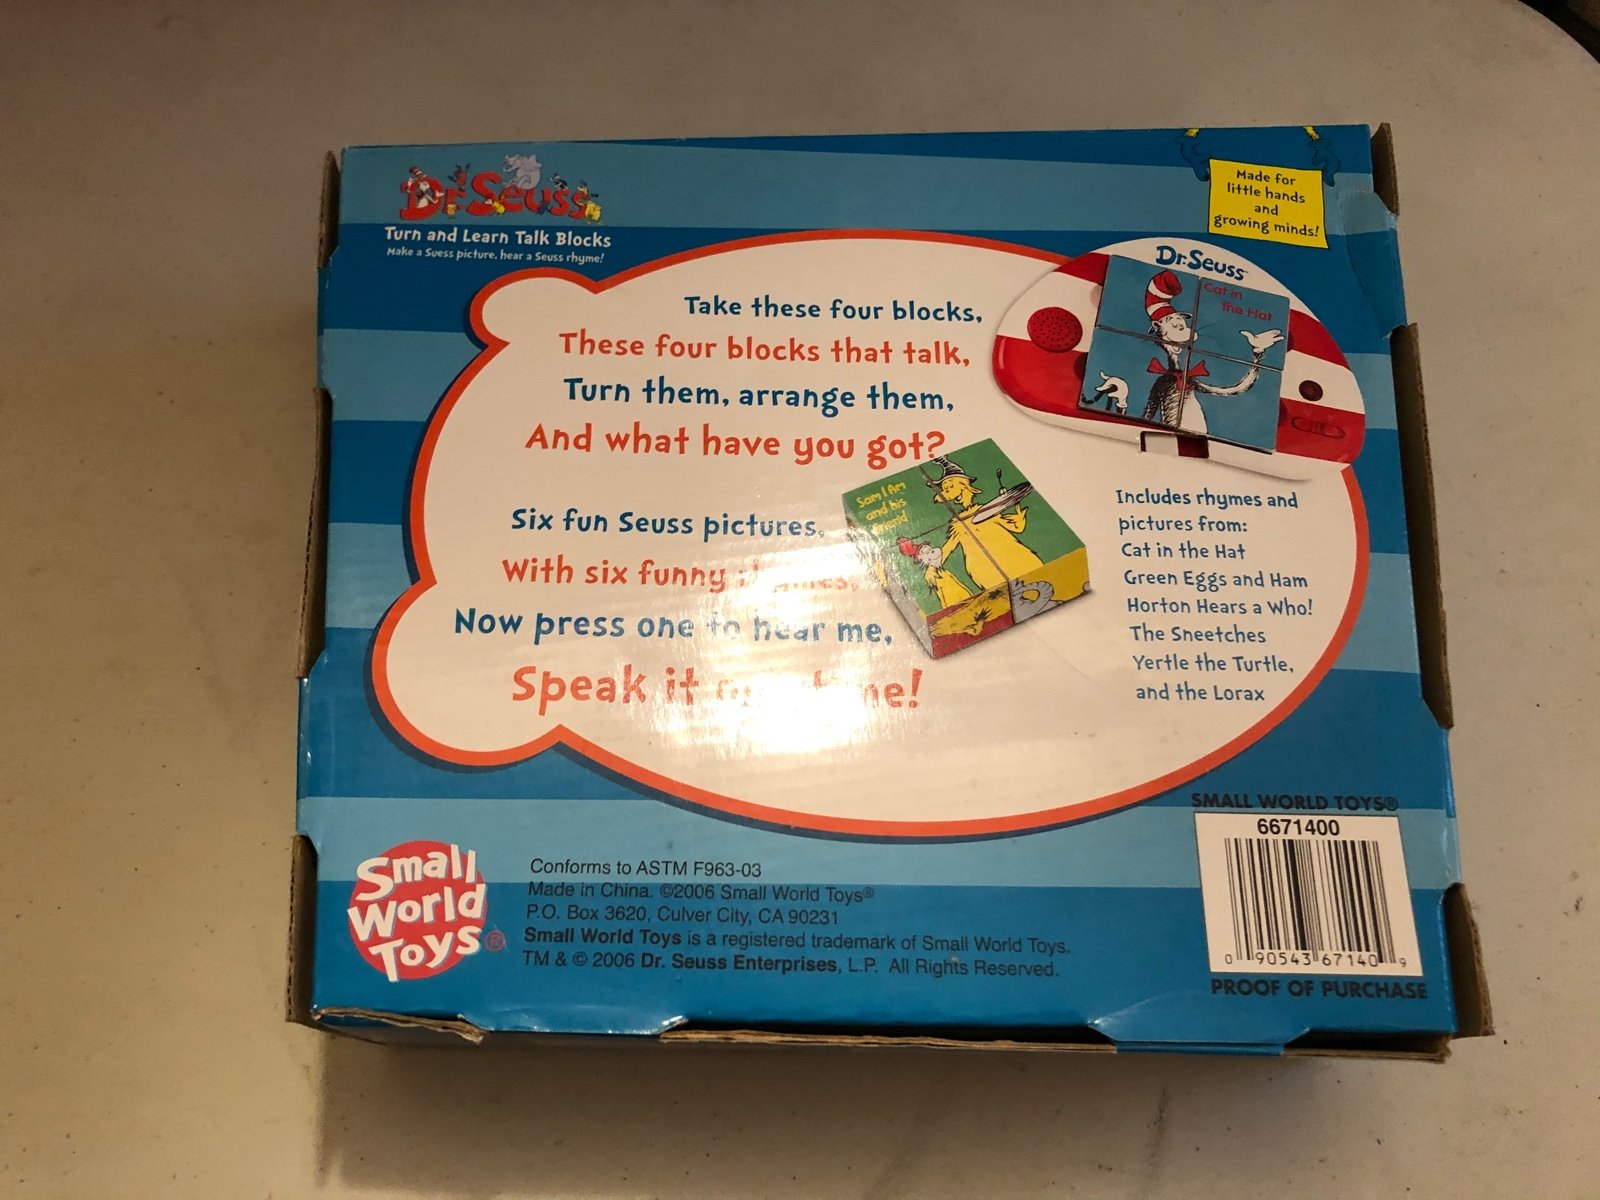 Dr. Seuss
Turn and Learn Talk Blocks
Make a Suess picture, hear a Seuss rhyme!
Made for
little hands
and
growing minds!
Take these four blocks,
These four blocks that talk,
Turn them, arrange them,
And what have you got?
Six fun Seuss pictures,
With six funny
Now press one to hear me,
Speak it
Dr. Seuss
Cat in
the Hat
Sam I Am
and his
friend
Includes rhymes and
pictures from:
Cat in the Hat
Green Eggs and Ham
Horton Hears a Who!
The Sneetches
Yertle the Turtle,
and the Lorax
Small
World
Toys®
Conforms to ASTM F963-03
Made in China. ©2006 Small World Toys®
P.O. Box 3620, Culver City, CA 90231
Small World Toys is a registered trademark of Small World Toys.
TM & © 2006 Dr. Seuss Enterprises, L.P. All Rights Reserved.
SMALL WORLD TOYS®
6671400
0 90543 67140 9
PROOF OF PURCHASE